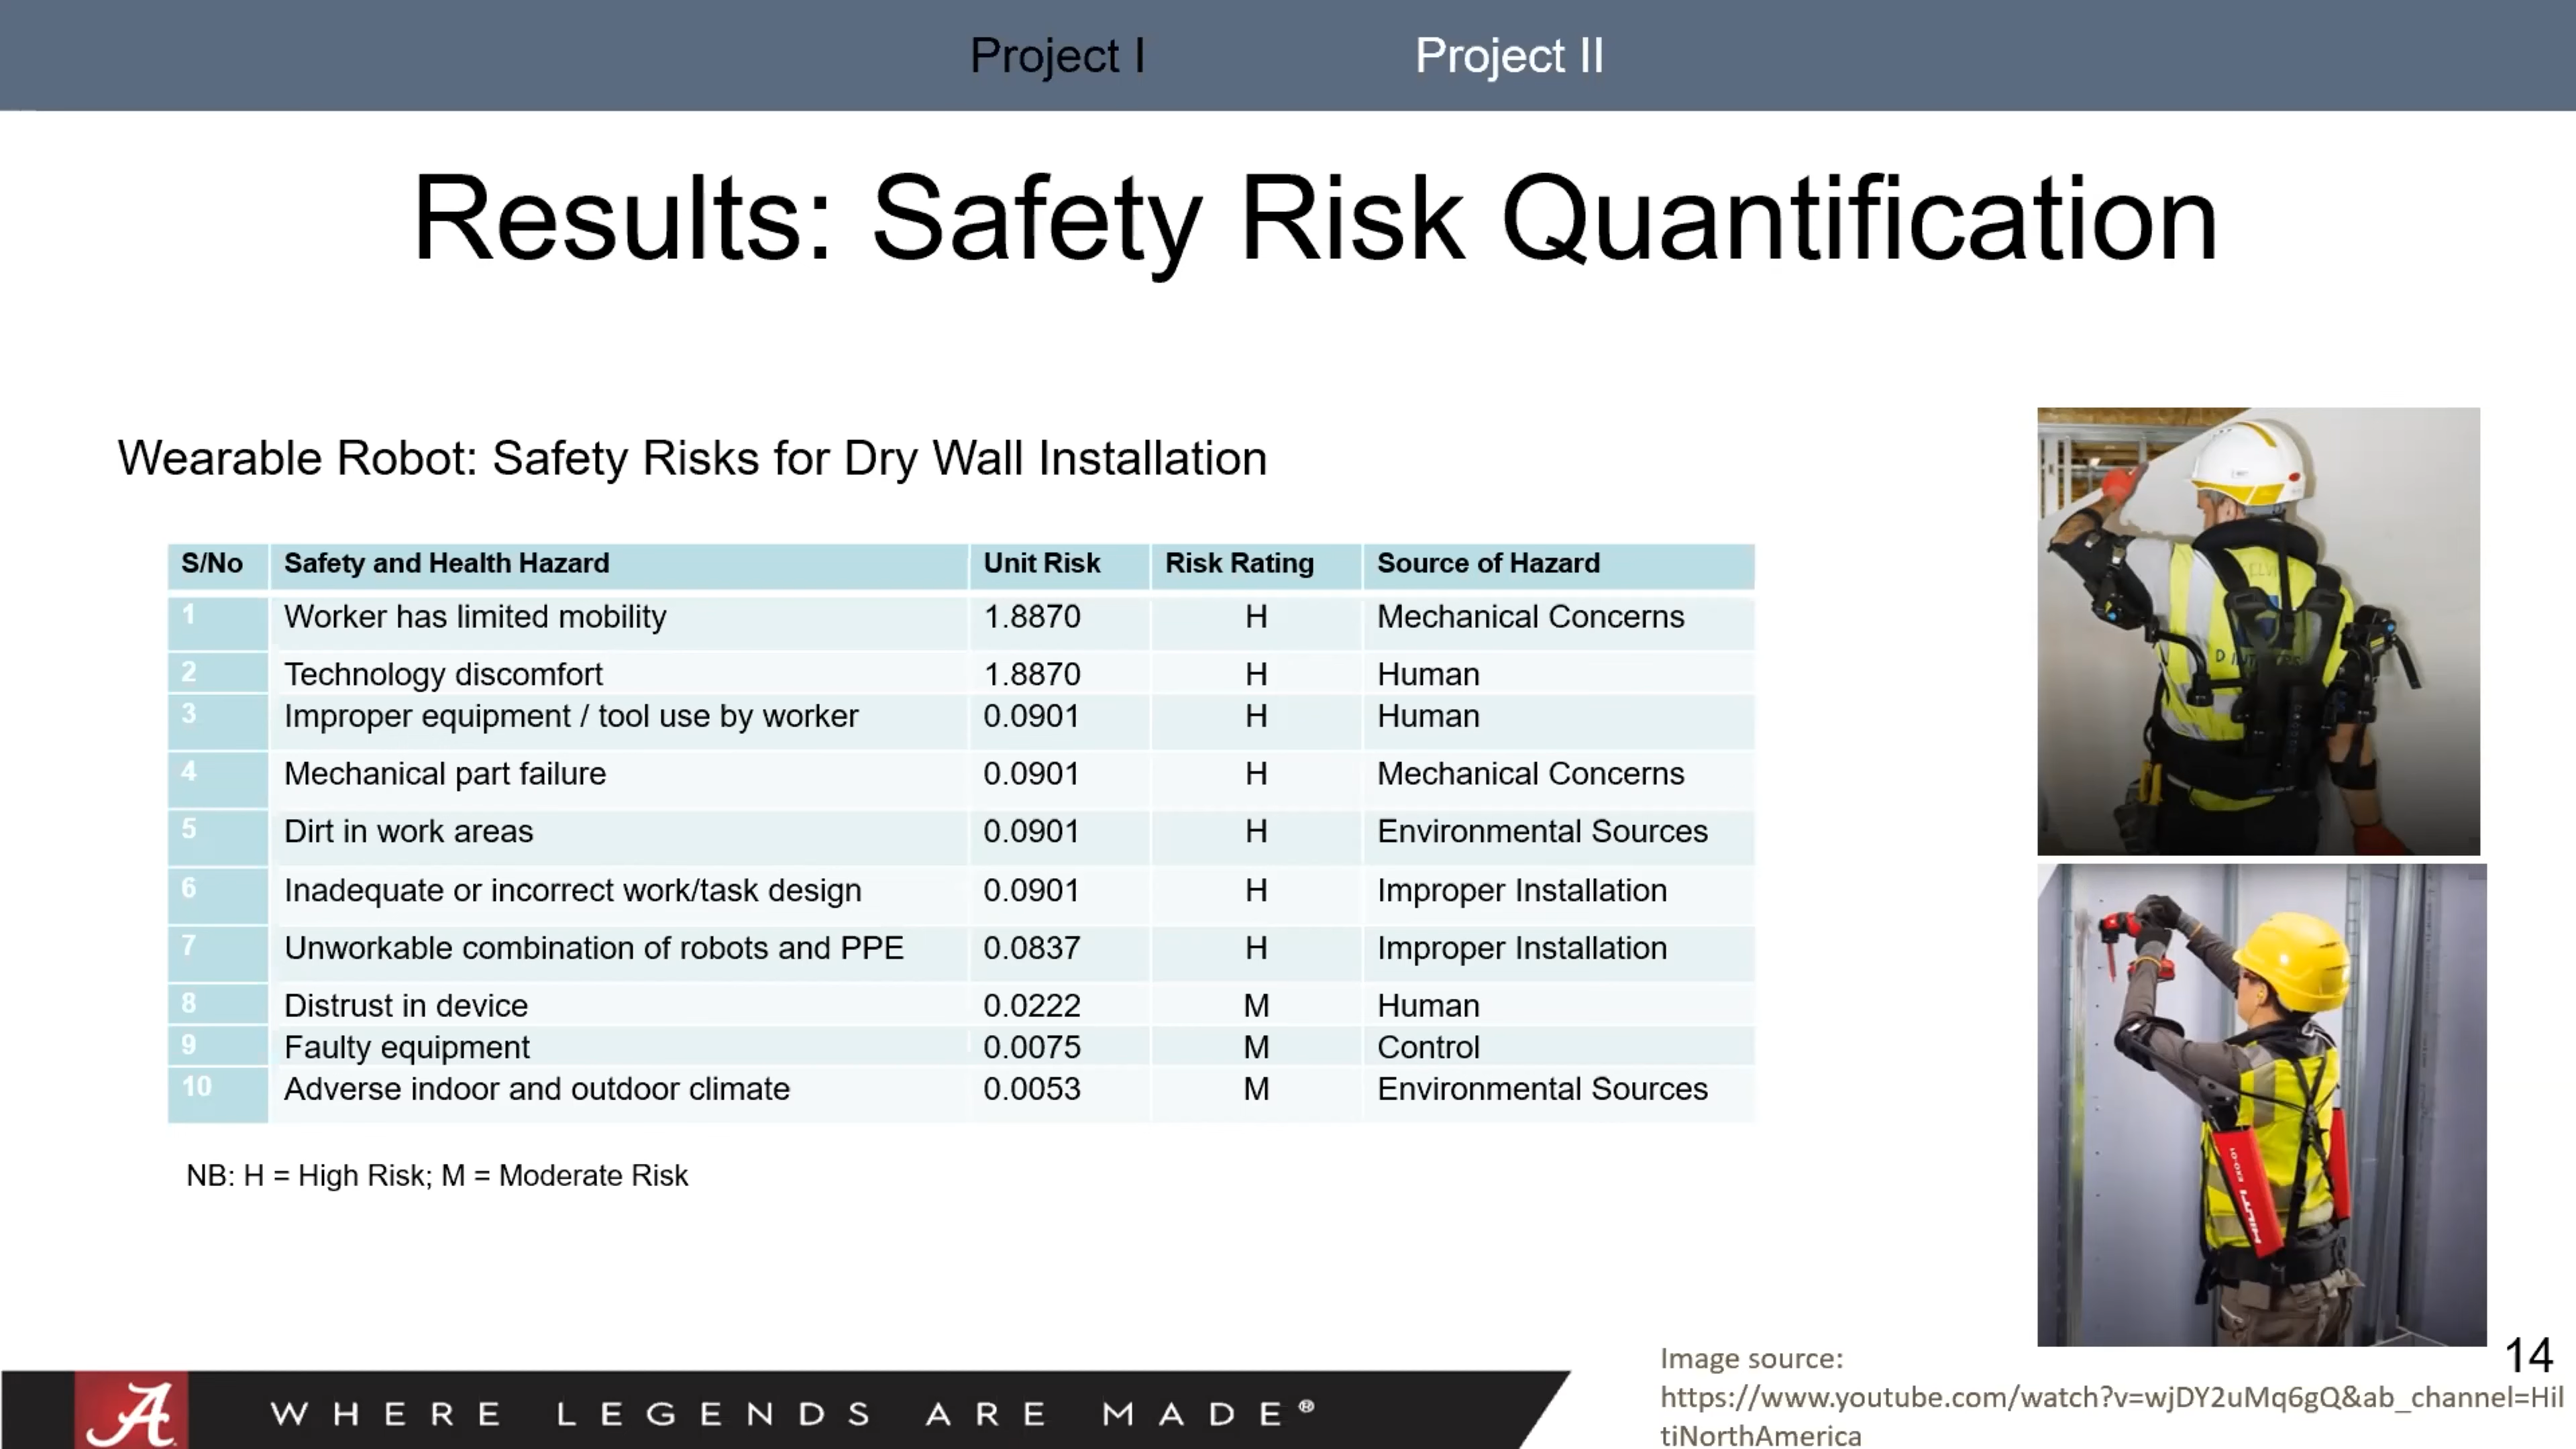 Project I Project II
Results: Safety Risk Quantification
Wearable Robot: Safety Risks for Dry Wall Installation
S/No Safety and Health Hazard Unit Risk Risk Rating Source of Hazard
1 Worker has limited mobility 1.8870 H Mechanical Concerns
2 Technology discomfort 1.8870 H Human
3 Improper equipment / tool use by worker 0.0901 H Human
4 Mechanical part failure 0.0901 H Mechanical Concerns
5 Dirt in work areas 0.0901 H Environmental Sources
6 Inadequate or incorrect work/task design 0.0901 H Improper Installation
7 Unworkable combination of robots and PPE 0.0837 H Improper Installation
8 Distrust in device 0.0222 M Human
9 Faulty equipment 0.0075 M Control
10 Adverse indoor and outdoor climate 0.0053 M Environmental Sources
NB: H = High Risk; M = Moderate Risk
HILTI
14
Image source:
https://www.youtube.com/watch?v=wjDY2uMq6gQ&ab_channel=Hil
tiNorthAmerica
A WHERE LEGENDS ARE MADE®